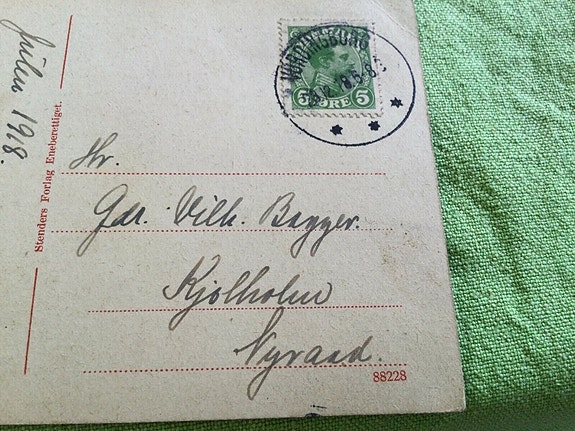 Julen 1918.
Stenders Forlag Eneberettiget.
VORDINGBORG
5 ØRE 5
Hr.
Gdr. Vilh. Bagger.
Kjølholm
Nyraad.
88228